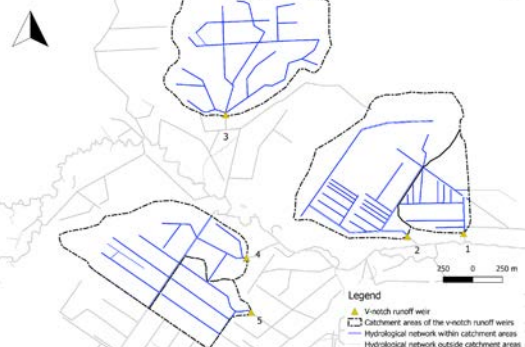 3
4
2
1
5
250 0 250 m
Legend
V-notch runoff weir
Catchment areas of the v-notch runoff weirs
Hydrological network within catchment areas
Hydrological network outside catchment areas